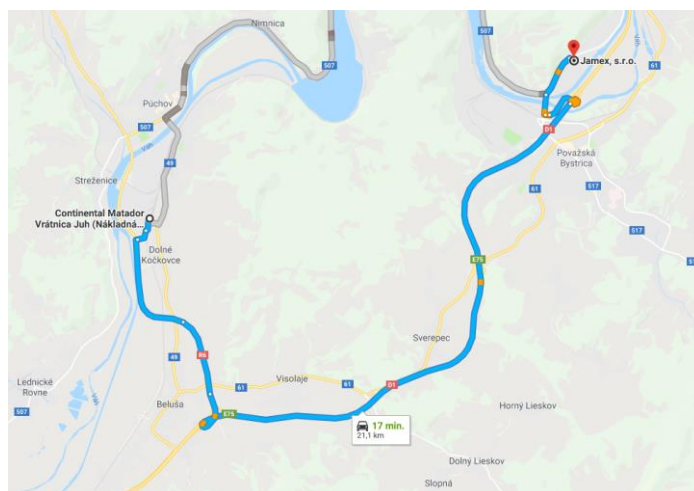 Nimnica
507
507
61
Váh
Jamex, s.r.o.
Púchov
507
49
D1
Považská
Bystrica
61
517
517
Streženice
Váh
Continental Matador
Vrátnica Juh (Nákladná...
Dolné
Kočkovce
E75
49
R6
Sverepec
Lednické
Rovne
507
Visolaje
61
61
D1
Beluša
E75
17 min.
21,1 km
Horný Lieskov
Dolný Lieskov
Slopná